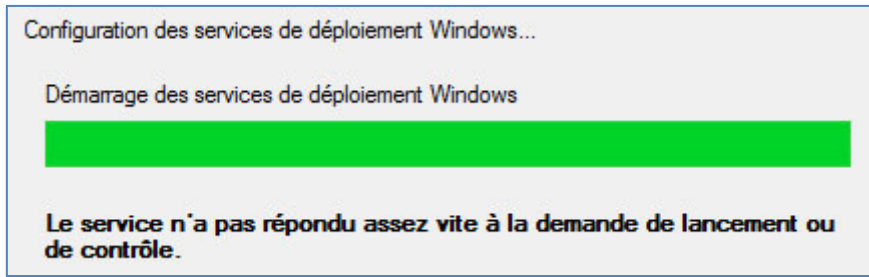 Configuration des services de déploiement Windows...
Démarrage des services de déploiement Windows
Le service n'a pas répondu assez vite à la demande de lancement ou
de contrôle.